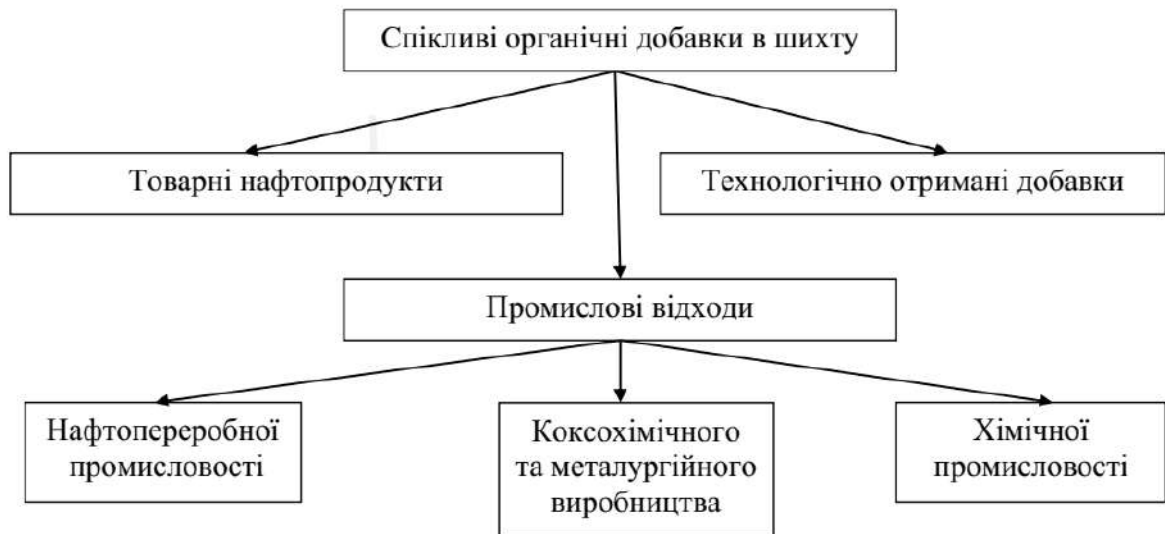 Спікливі органічні добавки в шихту
Товарні нафтопродукти
Технологічно отримані добавки
Промислові відходи
Нафтопереробної
промисловості
Коксохімічного
та металургійного
виробництва
Хімічної
промисловості